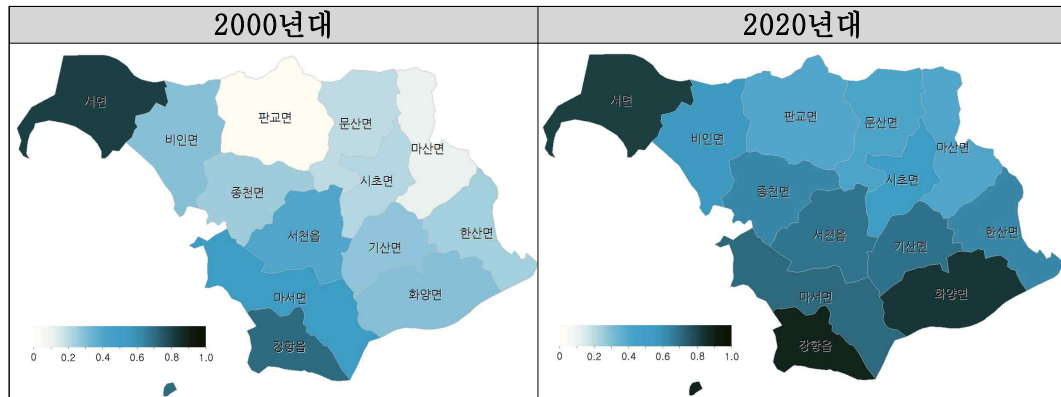 2000년대
2020년대
서면
비인면
판교면
문산면
마산면
종천면
시초면
서천읍
기산면
한산면
마서면
화양면
장항읍
0 0.2 0.4 0.6 0.8 1.0
서면
비인면
판교면
문산면
마산면
종천면
시초면
서천읍
기산면
한산면
마서면
화양면
장항읍
0 0.2 0.4 0.6 0.8 1.0